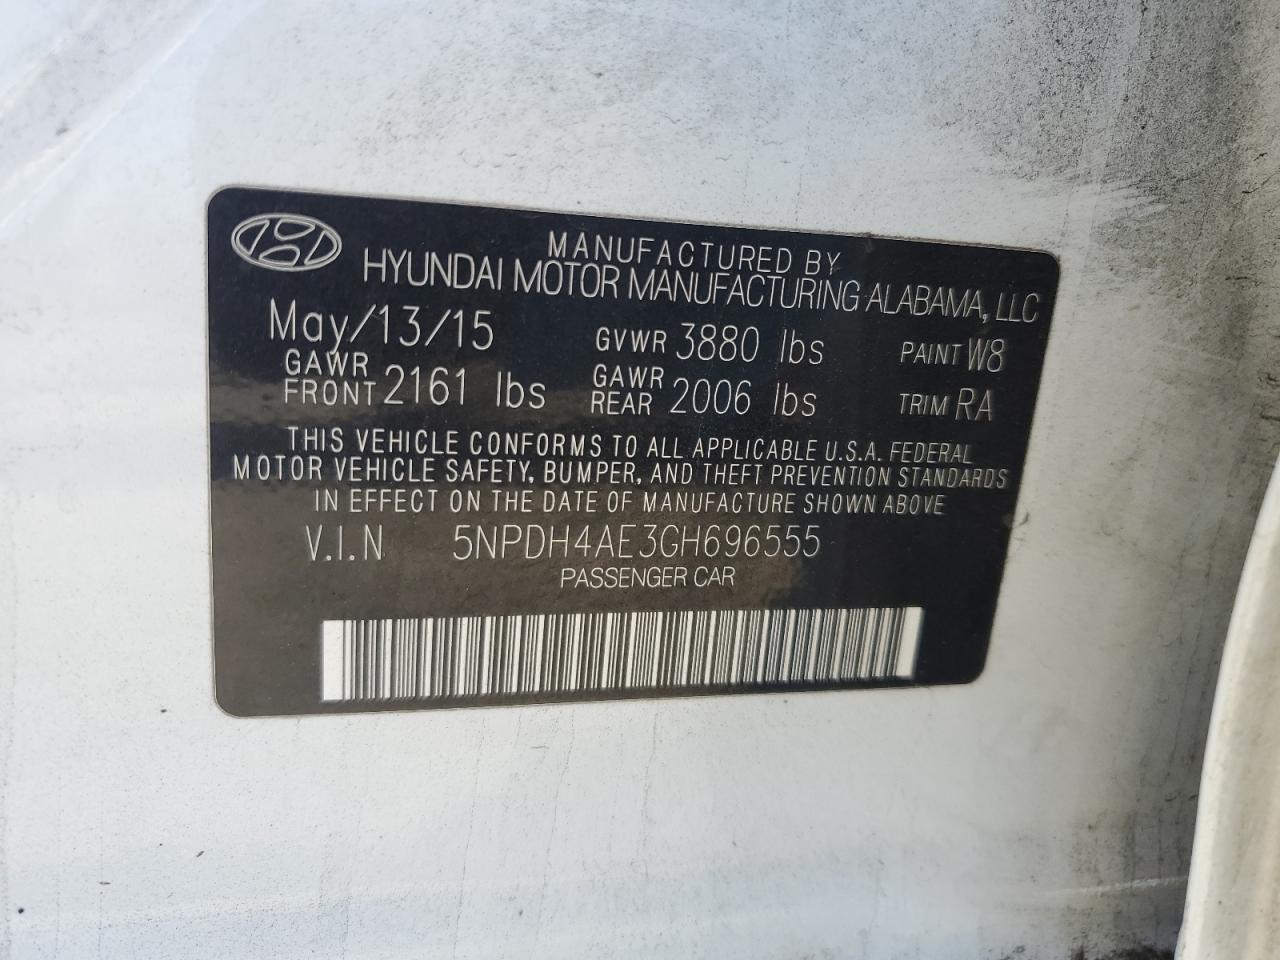 MANUFACTURED BY
HYUNDAI MOTOR MANUFACTURING ALABAMA, LLC
May/13/15 GVWR 3880 lbs PAINT W8
GAWR FRONT 2161 lbs GAWR REAR 2006 lbs TRIM RA
THIS VEHICLE CONFORMS TO ALL APPLICABLE U.S.A. FEDERAL
MOTOR VEHICLE SAFETY, BUMPER, AND THEFT PREVENTION STANDARDS
IN EFFECT ON THE DATE OF MANUFACTURE SHOWN ABOVE
V.I.N 5NPDH4AE3GH696555
PASSENGER CAR